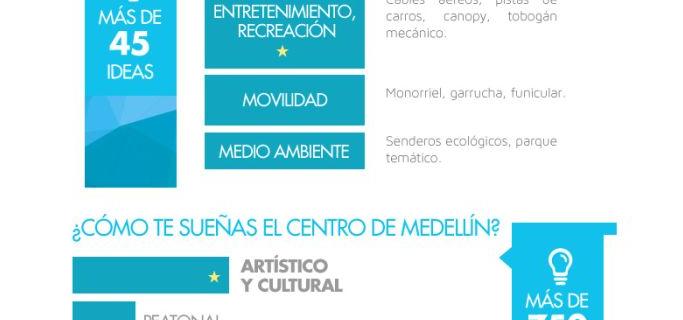 MÁS DE
45
IDEAS
ENTRETENIMIENTO,
RECREACIÓN
Cables aéreos, pistas de
carros, canopy, tobogán
mecánico.
MOVILIDAD
Monorriel, garrucha, funicular.
MEDIO AMBIENTE
Senderos ecológicos, parque
temático.
¿CÓMO TE SUEÑAS EL CENTRO DE MEDELLÍN?
ARTÍSTICO
Y CULTURAL
PEATONAL
MÁS DE